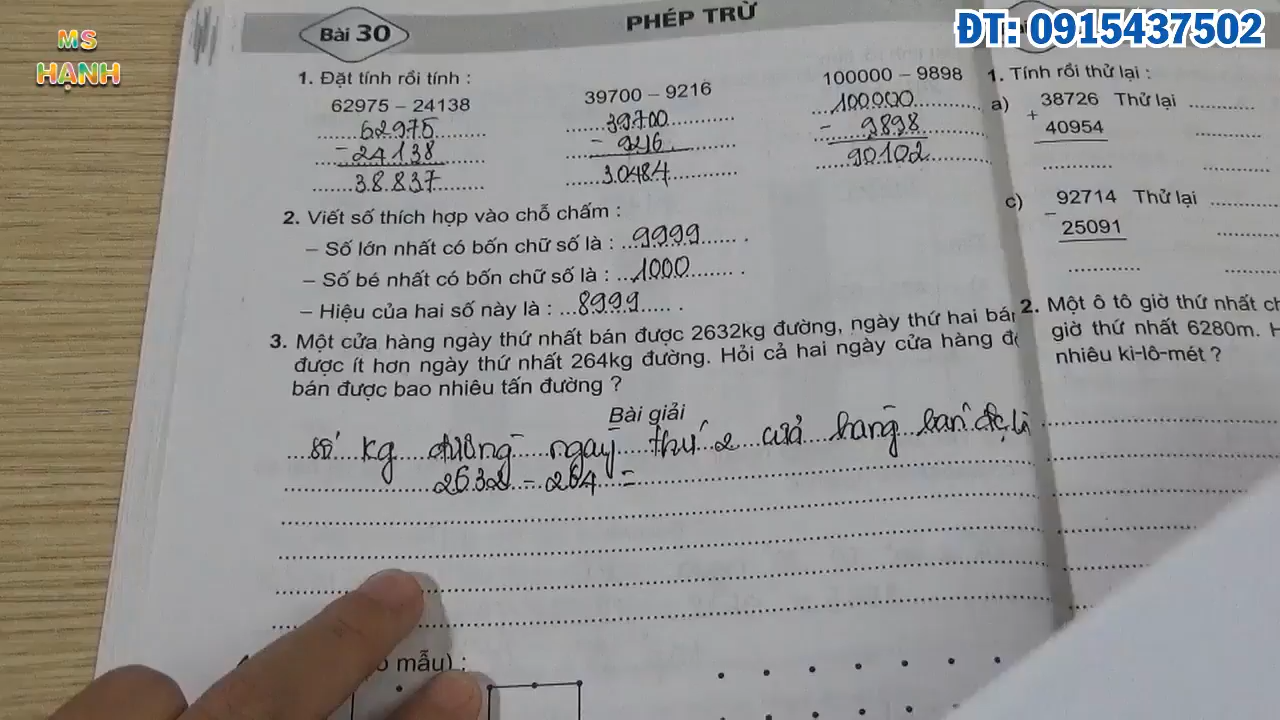 MS
HẠNH
ĐT: 0915437502
Bài 30
PHÉP TRỪ
1. Đặt tính rồi tính :
62975 – 24138
62975
- 24138
38837
39700 – 9216
39700
- 9216
30484
100000 – 9898
100000
- 9898
90102
2. Viết số thích hợp vào chỗ chấm :
– Số lớn nhất có bốn chữ số là : 9999
– Số bé nhất có bốn chữ số là : 1000
– Hiệu của hai số này là : 8999
3. Một cửa hàng ngày thứ nhất bán được 2632kg đường, ngày thứ hai bán
được ít hơn ngày thứ nhất 264kg đường. Hỏi cả hai ngày cửa hàng
bán được bao nhiêu tấn đường ?
Bài giải
Số kg đường ngày thứ 2 cửa hàng bán đc là
2632 - 264 =
mẫu) :
1. Tính rồi thử lại :
a) 38726 Thử lại
+
40954
c) 92714 Thử lại
–
25091
2. Một ô tô giờ thứ nhất
giờ thứ nhất 6280m.
nhiêu ki-lô-mét ?